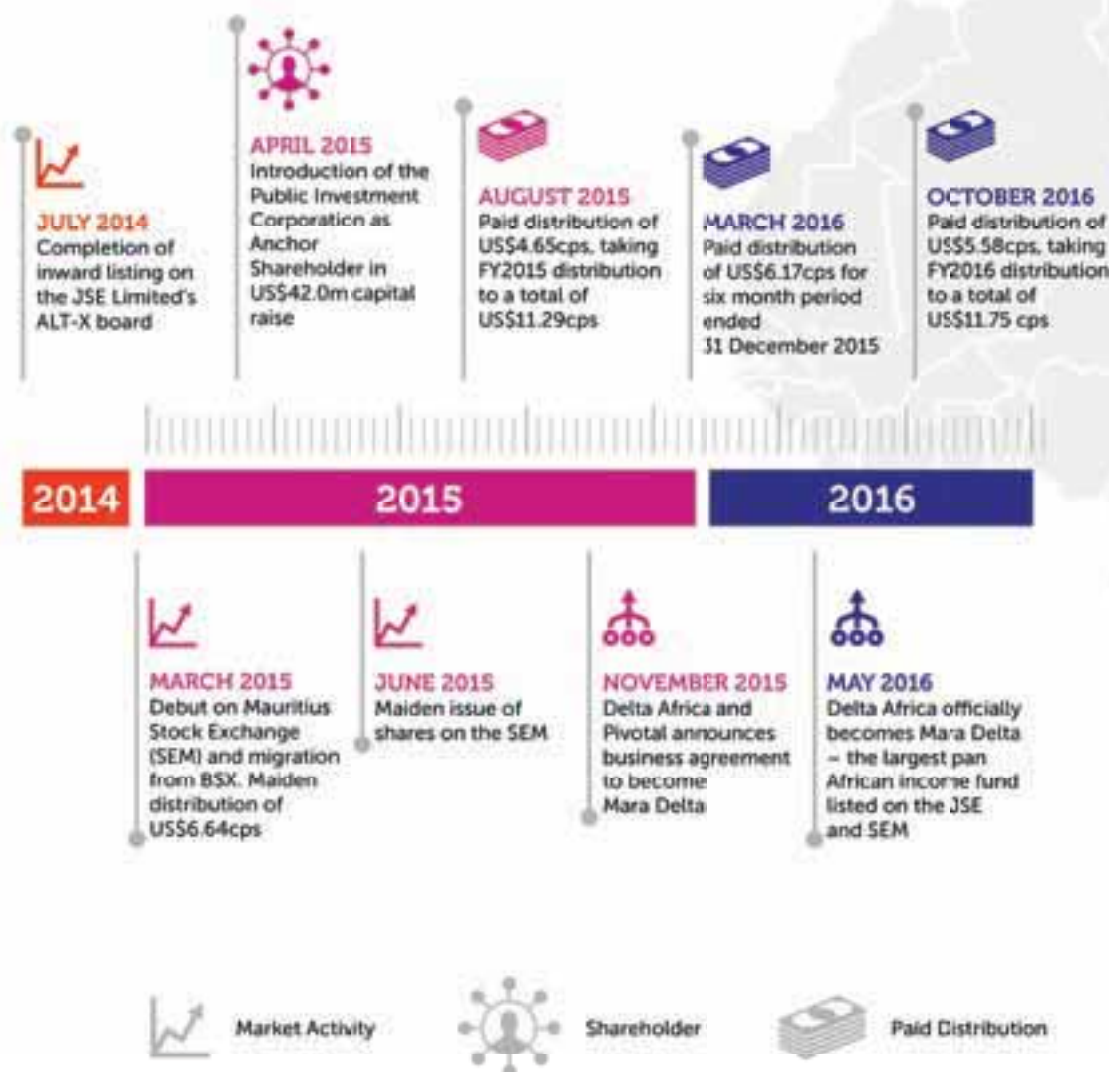 JULY 2014
Completion of
inward listing on
the JSE Limited's
ALT-X board
APRIL 2015
Introduction of the
Public Investment
Corporation as
Anchor
Shareholder in
US$42.0m capital
raise
AUGUST 2015
Paid distribution of
US$4.65cps, taking
FY2015 distribution
to a total of
US$11.29cps
MARCH 2016
Paid distribution
of US$6.17cps for
six month period
ended
31 December 2015
OCTOBER 2016
Paid distribution of
US$5.58cps, taking
FY2016 distribution
to a total of
US$11.75 cps
2014
2015
2016
MARCH 2015
Debut on Mauritius
Stock Exchange
(SEM) and migration
from BSX. Maiden
distribution of
US$6.64cps
JUNE 2015
Maiden issue of
shares on the SEM
NOVEMBER 2015
Delta Africa and
Pivotal announces
business agreement
to become
Mara Delta
MAY 2016
Delta Africa officially
becomes Mara Delta
– the largest pan
African income fund
listed on the JSE
and SEM
Market Activity
Shareholder
Paid Distribution